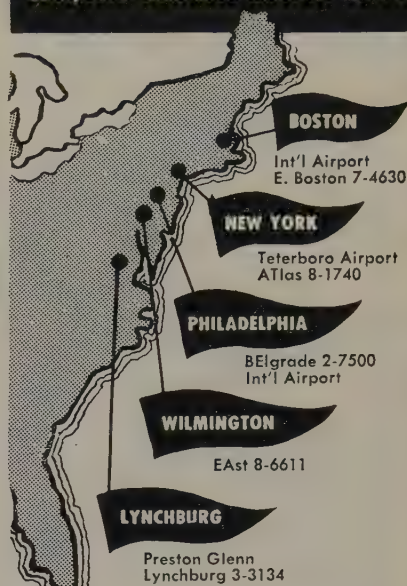 BOSTON
Int'l Airport
E. Boston 7-4630
NEW YORK
Teterboro Airport
ATlas 8-1740
PHILADELPHIA
BElgrade 2-7500
Int'l Airport
WILMINGTON
EAst 8-6611
LYNCHBURG
Preston Glenn
Lynchburg 3-3134